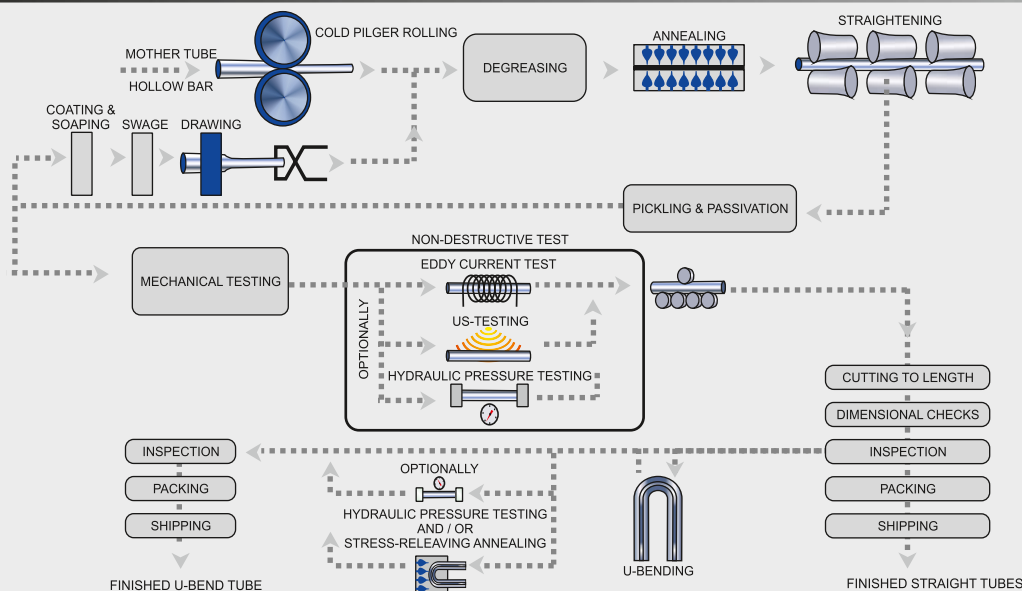 STRAIGHTENING
COLD PILGER ROLLING
ANNEALING
MOTHER TUBE
HOLLOW BAR
DEGREASING
COATING &
SOAPING
SWAGE
DRAWING
PICKLING & PASSIVATION
NON-DESTRUCTIVE TEST
EDDY CURRENT TEST
MECHANICAL TESTING
OPTIONALLY
US-TESTING
HYDRAULIC PRESSURE TESTING
CUTTING TO LENGTH
DIMENSIONAL CHECKS
INSPECTION
PACKING
SHIPPING
FINISHED STRAIGHT TUBES
U-BENDING
OPTIONALLY
HYDRAULIC PRESSURE TESTING
AND / OR
STRESS-RELEAVING ANNEALING
INSPECTION
PACKING
SHIPPING
FINISHED U-BEND TUBE